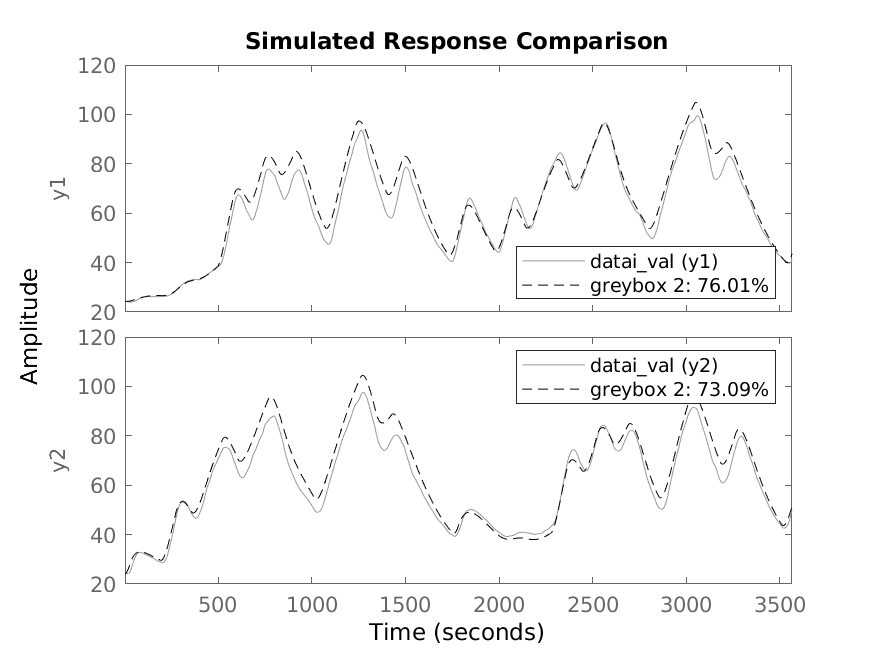 Simulated Response Comparison
120
100
80
60
40
20
y1
datai_val (y1)
greybox 2: 76.01%
Amplitude
120
100
80
60
40
20
y2
datai_val (y2)
greybox 2: 73.09%
500 1000 1500 2000 2500 3000 3500
Time (seconds)